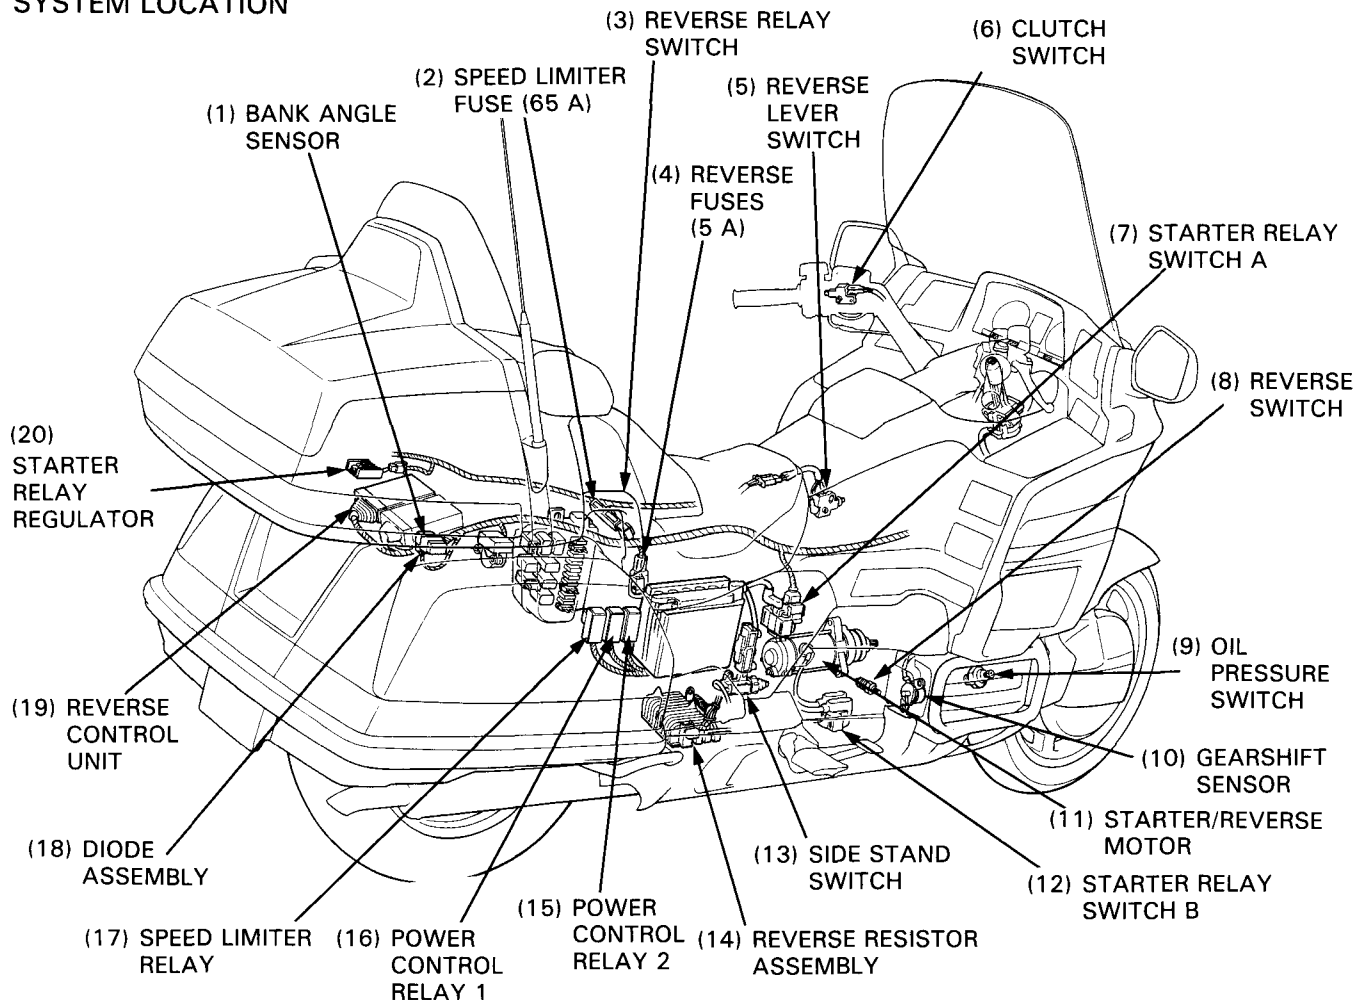 SYSTEM LOCATION
(1) BANK ANGLE
SENSOR
(2) SPEED LIMITER
FUSE (65 A)
(3) REVERSE RELAY
SWITCH
(4) REVERSE
FUSES
(5 A)
(5) REVERSE
LEVER
SWITCH
(6) CLUTCH
SWITCH
(7) STARTER RELAY
SWITCH A
(8) REVERSE
SWITCH
(9) OIL
PRESSURE
SWITCH
(10) GEARSHIFT
SENSOR
(11) STARTER/REVERSE
MOTOR
(12) STARTER RELAY
SWITCH B
(13) SIDE STAND
SWITCH
(14) REVERSE RESISTOR
ASSEMBLY
(15) POWER
CONTROL
RELAY 2
(16) POWER
CONTROL
RELAY 1
(17) SPEED LIMITER
RELAY
(18) DIODE
ASSEMBLY
(19) REVERSE
CONTROL
UNIT
(20)
STARTER
RELAY
REGULATOR